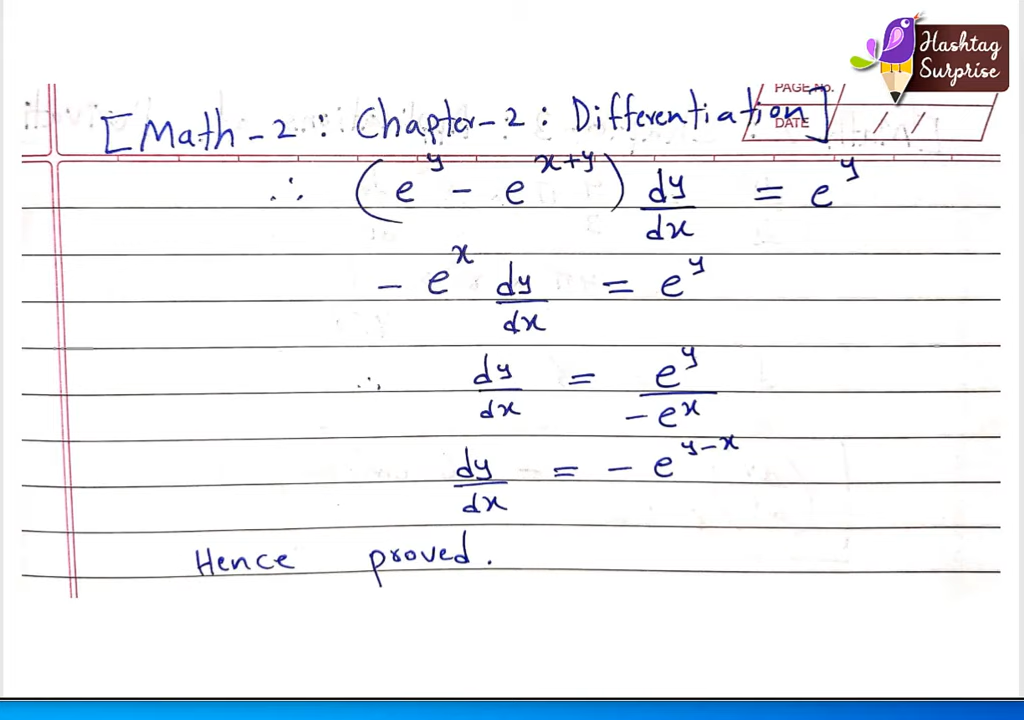 Hashtag
Surprise
PAGE No.
DATE / /
[Math-2 : Chapter-2 : Differentiation]
∴ (e^y - e^{x+y}) dy/dx = e^y
- e^x dy/dx = e^y
∴ dy/dx = e^y/-e^x
dy/dx = - e^{y-x}
Hence proved.